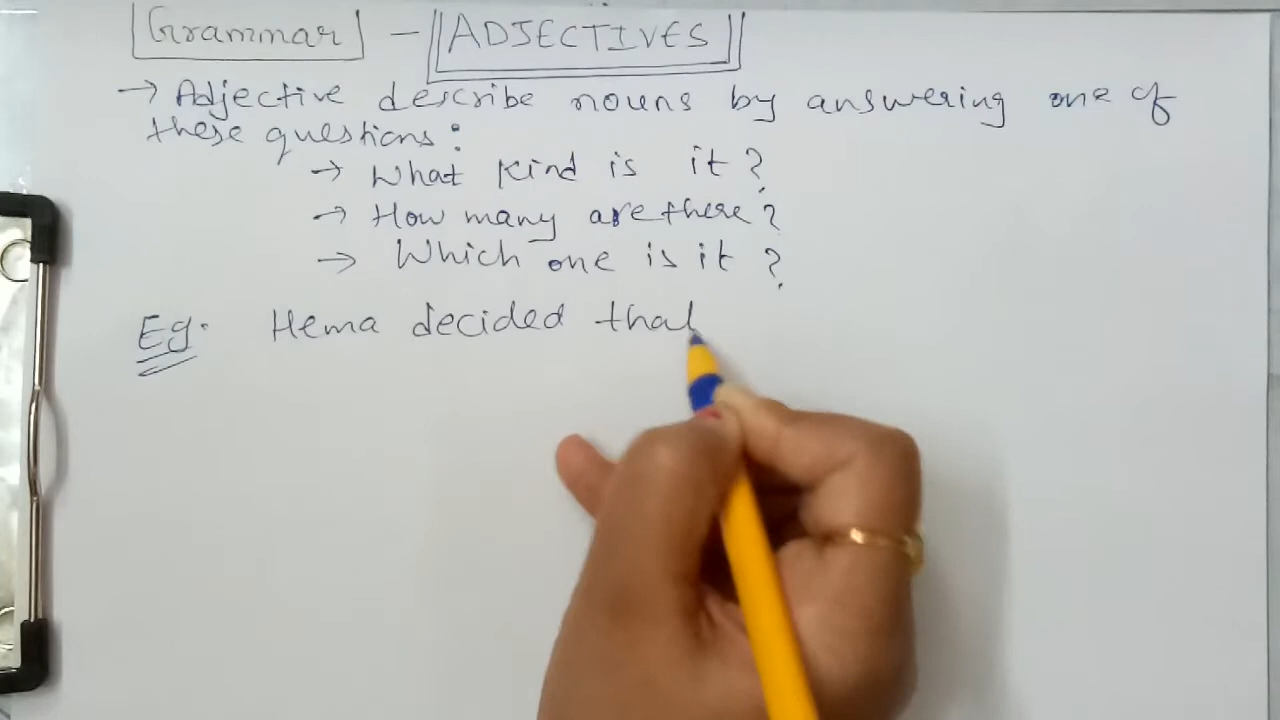 Grammar - ADJECTIVES
→ Adjective describe nouns by answering one of
these questions:
→ What kind is it?
→ How many are there?
→ Which one is it?
Eg. Hema decided that